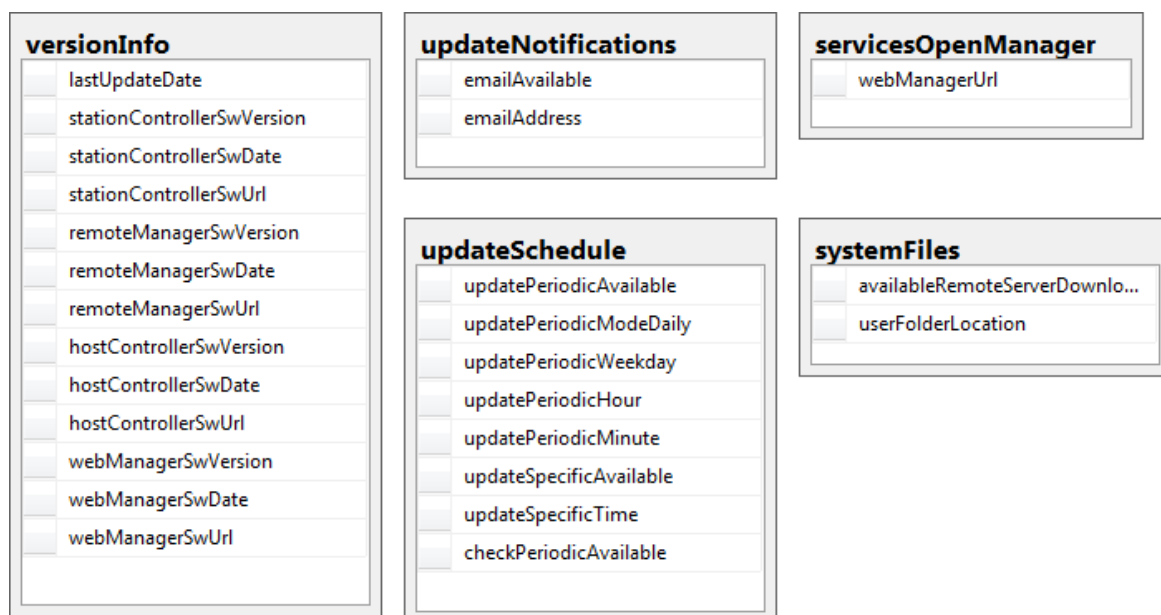 versionInfo
lastUpdateDate
stationControllerSwVersion
stationControllerSwDate
stationControllerSwUrl
remoteManagerSwVersion
remoteManagerSwDate
remoteManagerSwUrl
hostControllerSwVersion
hostControllerSwDate
hostControllerSwUrl
webManagerSwVersion
webManagerSwDate
webManagerSwUrl
updateNotifications
emailAvailable
emailAddress
updateSchedule
updatePeriodicAvailable
updatePeriodicModeDaily
updatePeriodicWeekday
updatePeriodicHour
updatePeriodicMinute
updateSpecificAvailable
updateSpecificTime
checkPeriodicAvailable
servicesOpenManager
webManagerUrl
systemFiles
availableRemoteServerDownlo...
userFolderLocation